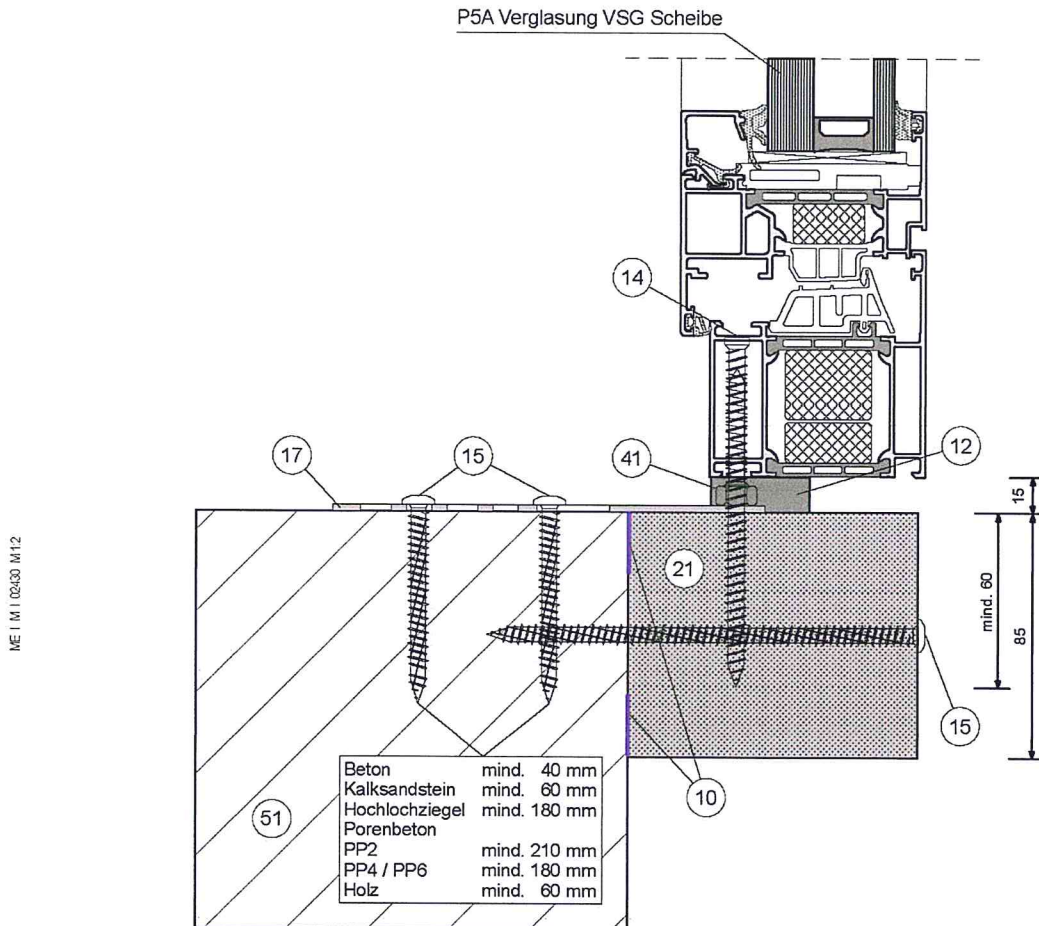 P5A Verglasung VSG Scheibe
14
17
15
41
12
15
21
mind. 60
85
15
10
51
Beton mind. 40 mm
Kalksandstein mind. 60 mm
Hochlochziegel mind. 180 mm
Porenbeton
PP2 mind. 210 mm
PP4 / PP6 mind. 180 mm
Holz mind. 60 mm
ME I M I 02430 M1:2